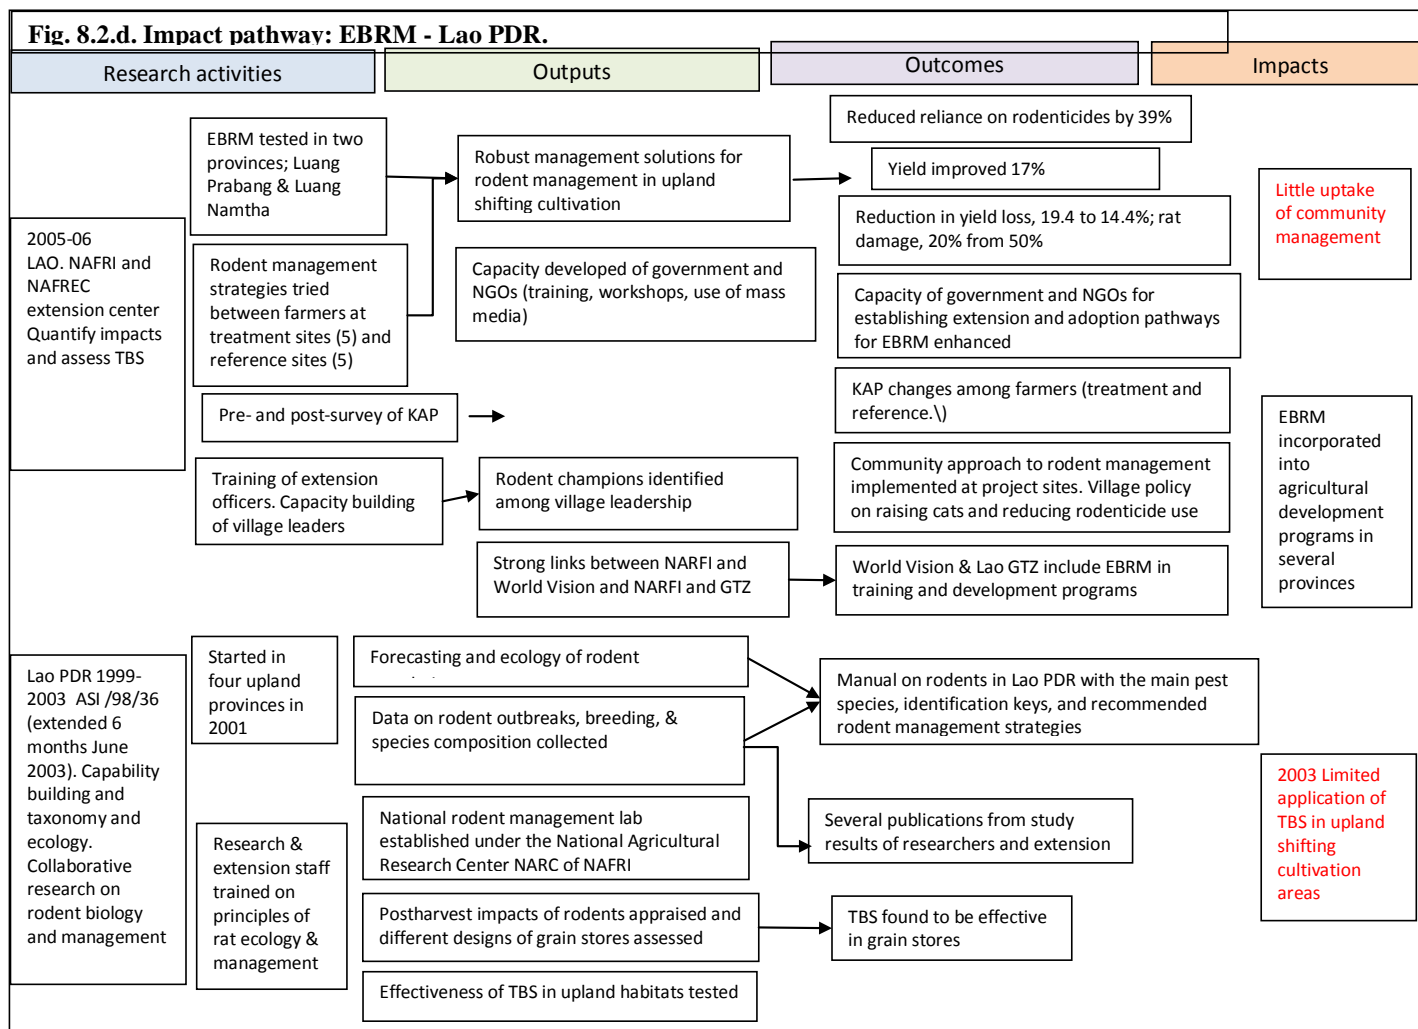 Fig. 8.2.d. Impact pathway: EBRM - Lao PDR.
Research activities
Outputs
Outcomes
Impacts
2005-06
LAO. NAFRI and
NAFREC
extension center
Quantify impacts
and assess TBS
EBRM tested in two
provinces; Luang
Prabang & Luang
Namtha
Rodent management
strategies tried
between farmers at
treatment sites (5) and
reference sites (5)
Pre- and post-survey of KAP
Training of extension
officers. Capacity building
of village leaders
Robust management solutions for
rodent management in upland
shifting cultivation
Capacity developed of government and
NGOs (training, workshops, use of mass
media)
Rodent champions identified
among village leadership
Strong links between NARFI and
World Vision and NARFI and GTZ
Reduced reliance on rodenticides by 39%
Yield improved 17%
Reduction in yield loss, 19.4 to 14.4%; rat
damage, 20% from 50%
Capacity of government and NGOs for
establishing extension and adoption pathways
for EBRM enhanced
KAP changes among farmers (treatment and
reference.\)
Community approach to rodent management
implemented at project sites. Village policy
on raising cats and reducing rodenticide use
World Vision & Lao GTZ include EBRM in
training and development programs
Little uptake
of community
management
EBRM
incorporated
into
agricultural
development
programs in
several
provinces
Lao PDR 1999-
2003 ASI /98/36
(extended 6
months June
2003). Capability
building and
taxonomy and
ecology.
Collaborative
research on
rodent biology
and management
Started in
four upland
provinces in
2001
Research &
extension staff
trained on
principles of
rat ecology &
management
Forecasting and ecology of rodent
Data on rodent outbreaks, breeding, &
species composition collected
National rodent management lab
established under the National Agricultural
Research Center NARC of NAFRI
Postharvest impacts of rodents appraised and
different designs of grain stores assessed
Effectiveness of TBS in upland habitats tested
Manual on rodents in Lao PDR with the main pest
species, identification keys, and recommended
rodent management strategies
Several publications from study
results of researchers and extension
TBS found to be effective
in grain stores
2003 Limited
application of
TBS in upland
shifting
cultivation
areas